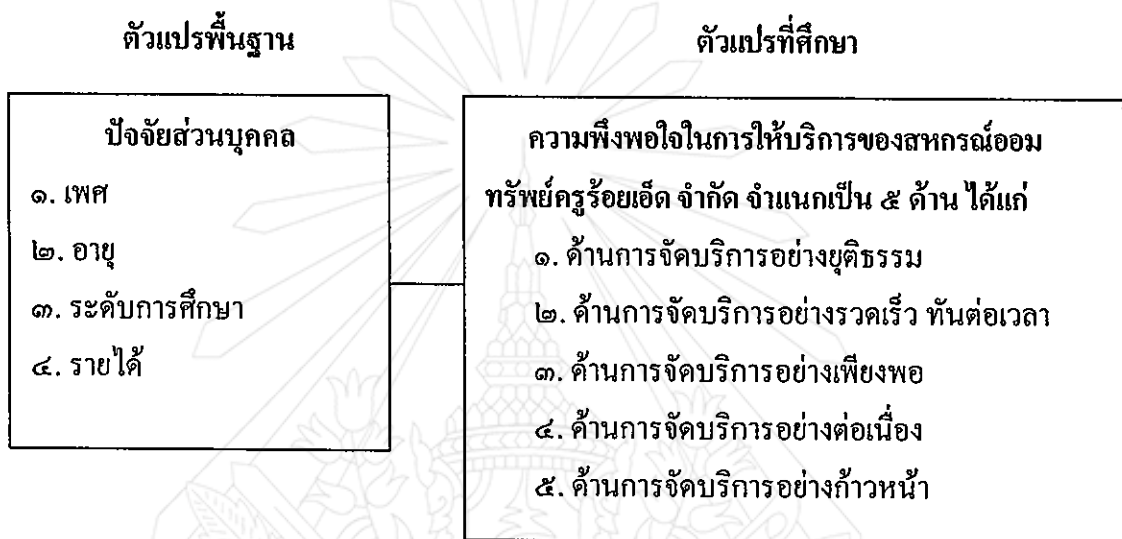 ตัวแปรพื้นฐาน
ตัวแปรที่ศึกษา
ปัจจัยส่วนบุคคล
๑. เพศ
๒. อายุ
๓. ระดับการศึกษา
๔. รายได้
ความพึงพอใจในการให้บริการของสหกรณ์ออม
ทรัพย์ครูร้อยเอ็ด จำกัด จำแนกเป็น ๕ ด้าน ได้แก่
๑. ด้านการจัดบริการอย่างยุติธรรม
๒. ด้านการจัดบริการอย่างรวดเร็ว ทันต่อเวลา
๓. ด้านการจัดบริการอย่างเพียงพอ
๔. ด้านการจัดบริการอย่างต่อเนื่อง
๕. ด้านการจัดบริการอย่างก้าวหน้า